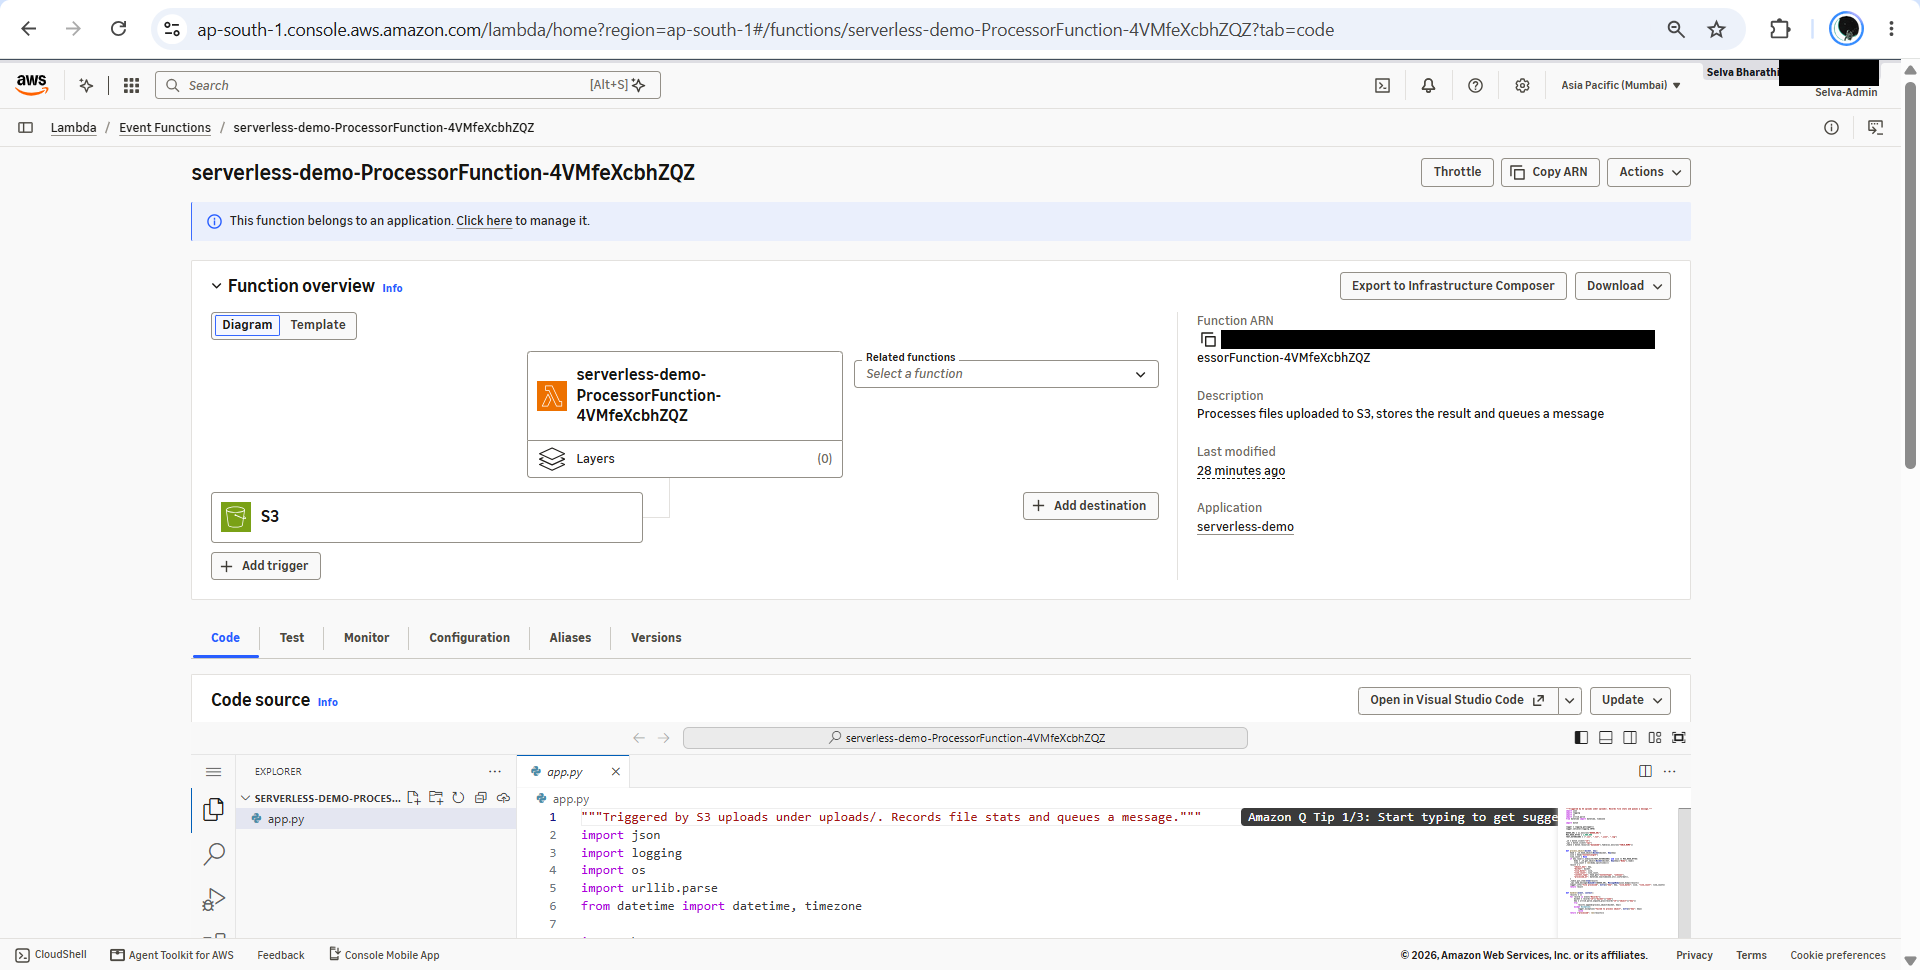 ap-south-1.console.aws.amazon.com/lambda/home?region=ap-south-1#/functions/serverless-demo-ProcessorFunction-4VMfeXcbhZQZ?tab=code
aws
Search
[Alt+S]
Asia Pacific (Mumbai)
Selva Bharathi
Selva-Admin
Lambda / Event Functions / serverless-demo-ProcessorFunction-4VMfeXcbhZQZ
serverless-demo-ProcessorFunction-4VMfeXcbhZQZ
Throttle
Copy ARN
Actions
This function belongs to an application. Click here to manage it.
Function overview Info
Export to Infrastructure Composer
Download
Diagram
Template
serverless-demo-
ProcessorFunction-
4VMfeXcbhZQZ
Layers (0)
Related functions
Select a function
S3
Add trigger
Add destination
Function ARN
essorFunction-4VMfeXcbhZQZ
Description
Processes files uploaded to S3, stores the result and queues a message
Last modified
28 minutes ago
Application
serverless-demo
Code
Test
Monitor
Configuration
Aliases
Versions
Code source Info
Open in Visual Studio Code
Update
serverless-demo-ProcessorFunction-4VMfeXcbhZQZ
EXPLORER
SERVERLESS-DEMO-PROCES...
app.py
app.py
app.py
1 """Triggered by S3 uploads under uploads/. Records file stats and queues a message."""
Amazon Q Tip 1/3: Start typing to get sugge
2 import json
3 import logging
4 import os
5 import urllib.parse
6 from datetime import datetime, timezone
7
CloudShell
Agent Toolkit for AWS
Feedback
Console Mobile App
© 2026, Amazon Web Services, Inc. or its affiliates.
Privacy
Terms
Cookie preferences